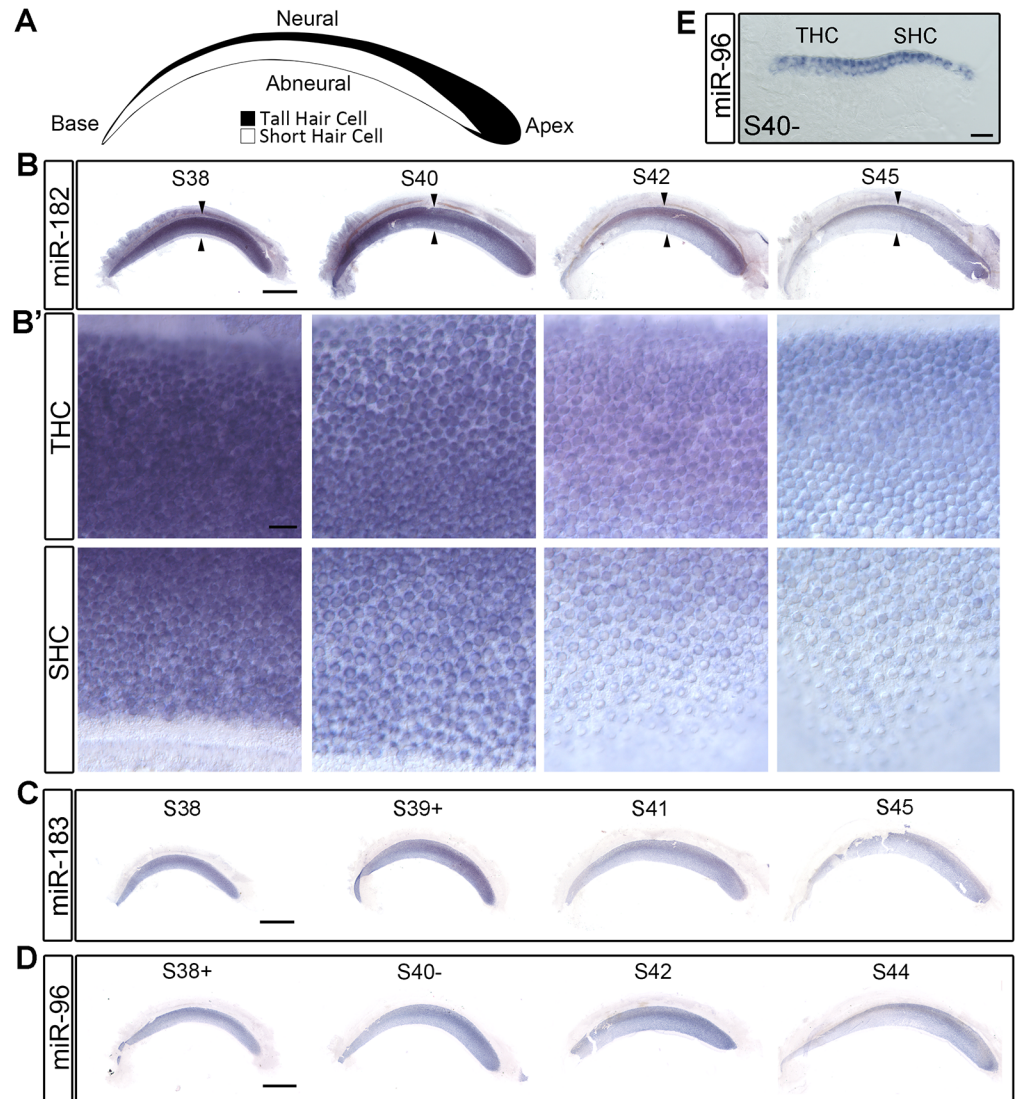 A
Neural
Abneural
Tall Hair Cell
Short Hair Cell
Base
Apex
E
miR-96
THC SHC
S40-
B
miR-182
S38 S40 S42 S45
B'
THC
SHC
C
miR-183
S38 S39+ S41 S45
D
miR-96
S38+ S40- S42 S44